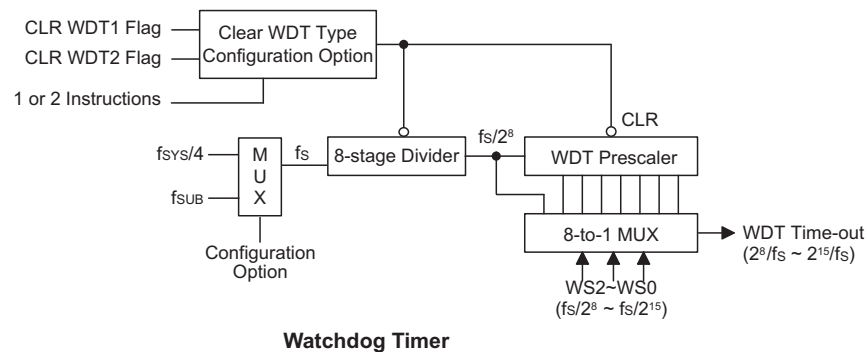 CLR WDT1 Flag
CLR WDT2 Flag
1 or 2 Instructions
Clear WDT Type
Configuration Option
CLR
fSYS/4
fSUB
M
U
X
Configuration
Option
fS
8-stage Divider
fS/2⁸
WDT Prescaler
8-to-1 MUX
WDT Time-out
(2⁸/fS ~ 2¹⁵/fS)
WS2~WS0
(fS/2⁸ ~ fS/2¹⁵)
Watchdog Timer